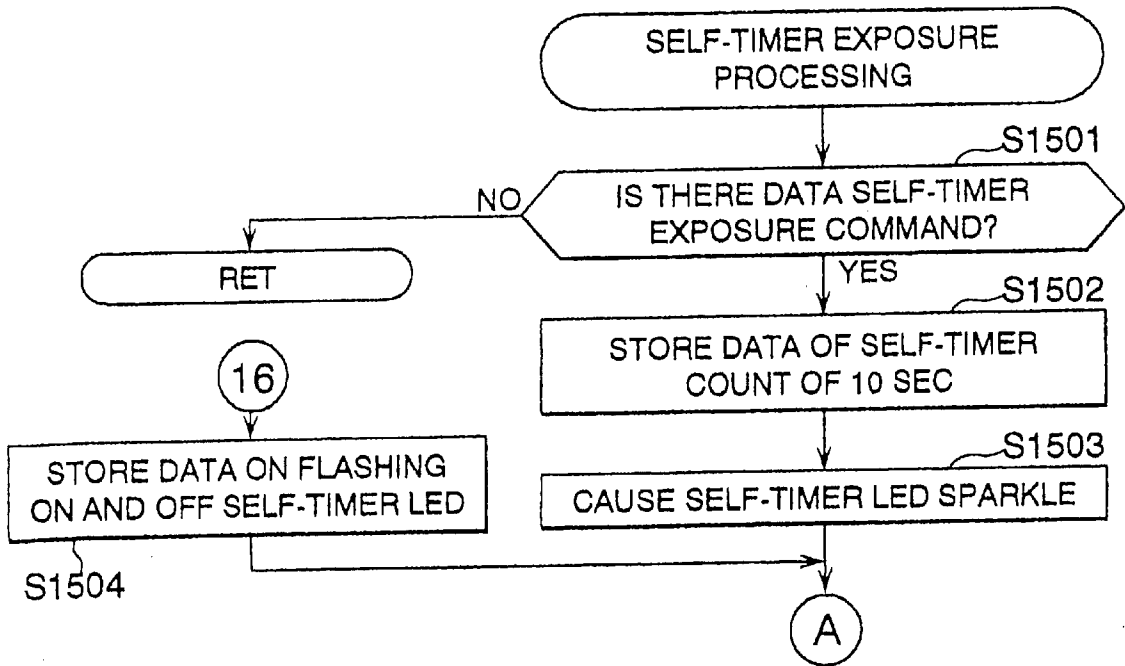 SELF-TIMER EXPOSURE
PROCESSING
S1501
IS THERE DATA SELF-TIMER
EXPOSURE COMMAND?
NO
RET
YES
S1502
STORE DATA OF SELF-TIMER
COUNT OF 10 SEC
16
STORE DATA ON FLASHING
ON AND OFF SELF-TIMER LED
S1504
S1503
CAUSE SELF-TIMER LED SPARKLE
A